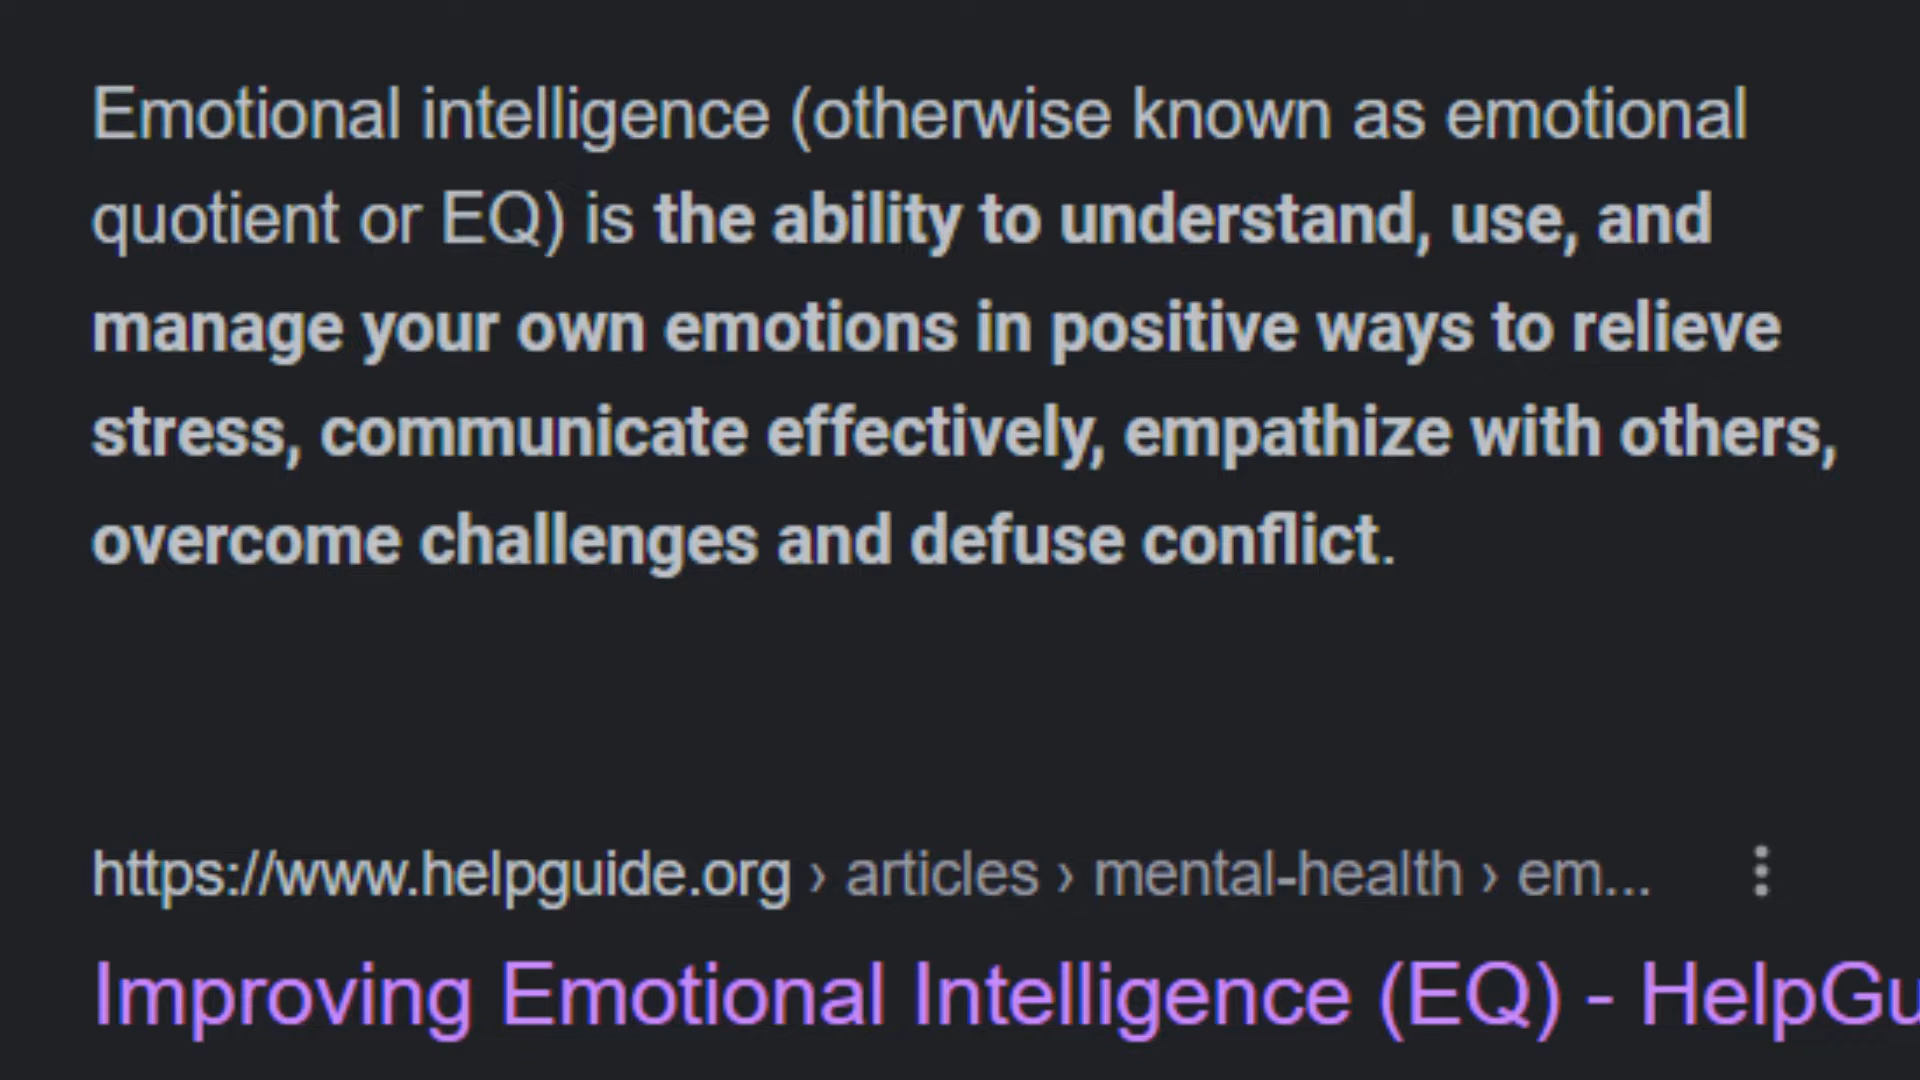 Emotional intelligence (otherwise known as emotional
quotient or EQ) is the ability to understand, use, and
manage your own emotions in positive ways to relieve
stress, communicate effectively, empathize with others,
overcome challenges and defuse conflict.
https://www.helpguide.org › articles › mental-health › em...
Improving Emotional Intelligence (EQ) - HelpGu